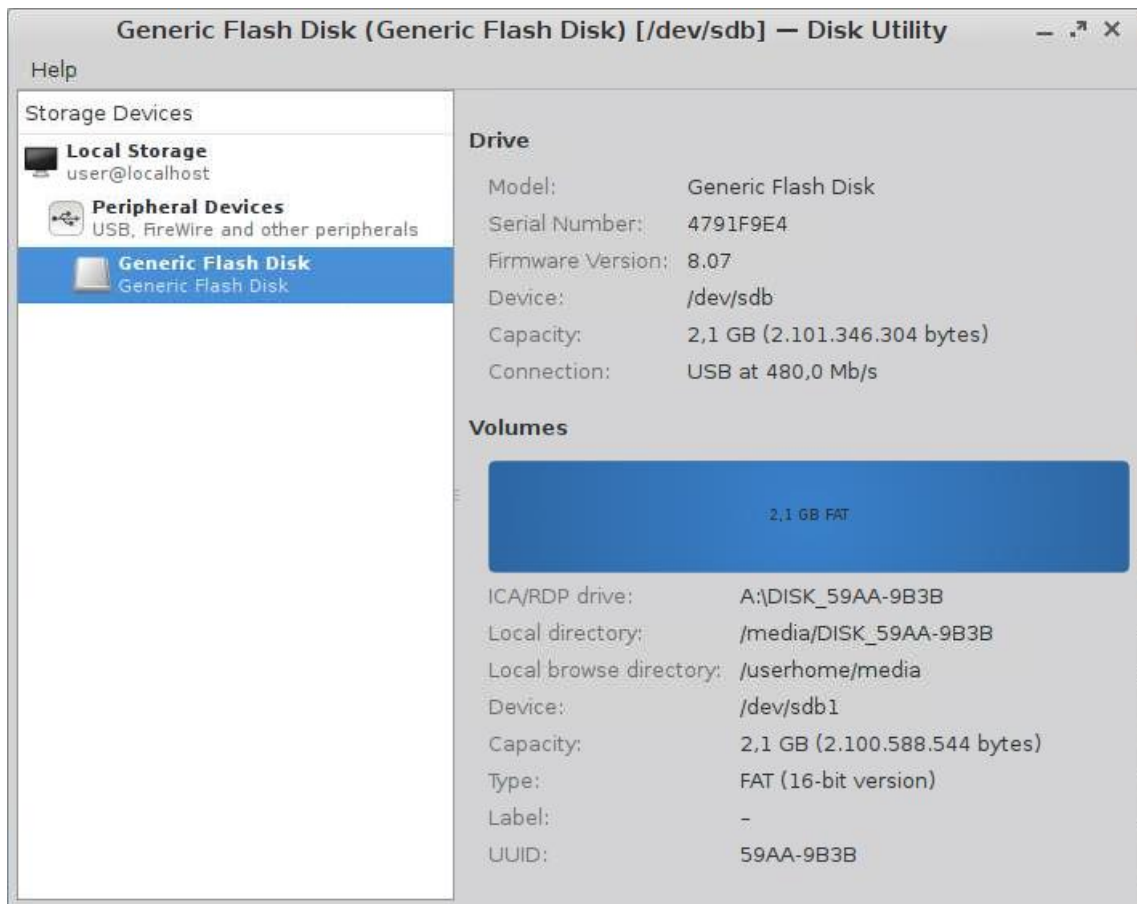 Generic Flash Disk (Generic Flash Disk) [/dev/sdb] — Disk Utility
Help
Storage Devices
Local Storage
user@localhost
Peripheral Devices
USB, FireWire and other peripherals
Generic Flash Disk
Generic Flash Disk
Drive
Model: Generic Flash Disk
Serial Number: 4791F9E4
Firmware Version: 8.07
Device: /dev/sdb
Capacity: 2,1 GB (2.101.346.304 bytes)
Connection: USB at 480,0 Mb/s
Volumes
2,1 GB FAT
ICA/RDP drive: A:\DISK_59AA-9B3B
Local directory: /media/DISK_59AA-9B3B
Local browse directory: /userhome/media
Device: /dev/sdb1
Capacity: 2,1 GB (2.100.588.544 bytes)
Type: FAT (16-bit version)
Label: –
UUID: 59AA-9B3B